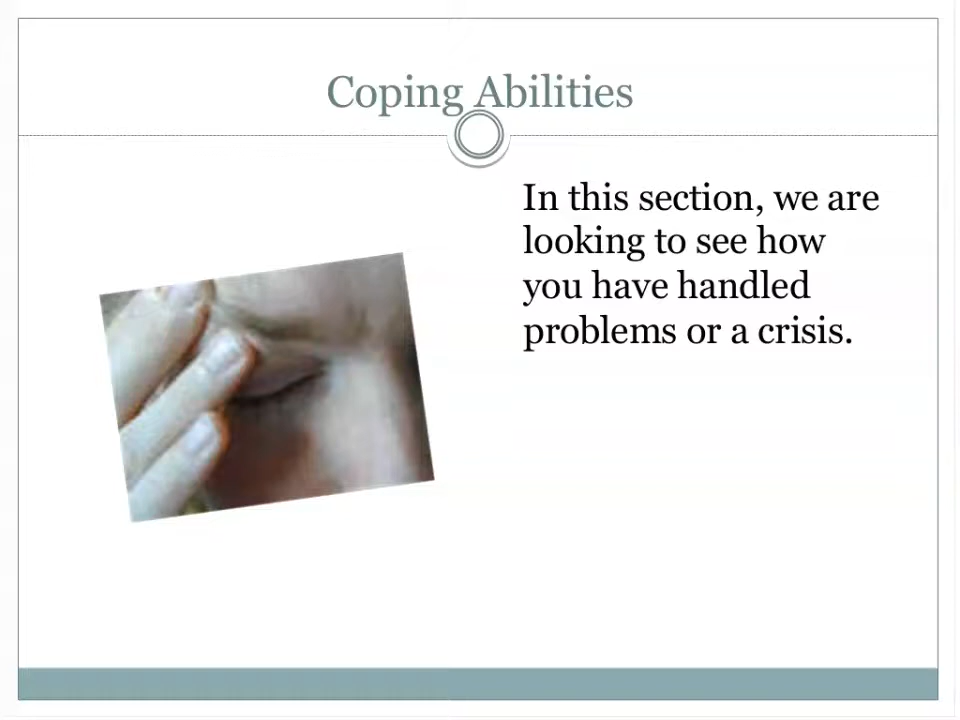 Coping Abilities
In this section, we are
looking to see how
you have handled
problems or a crisis.